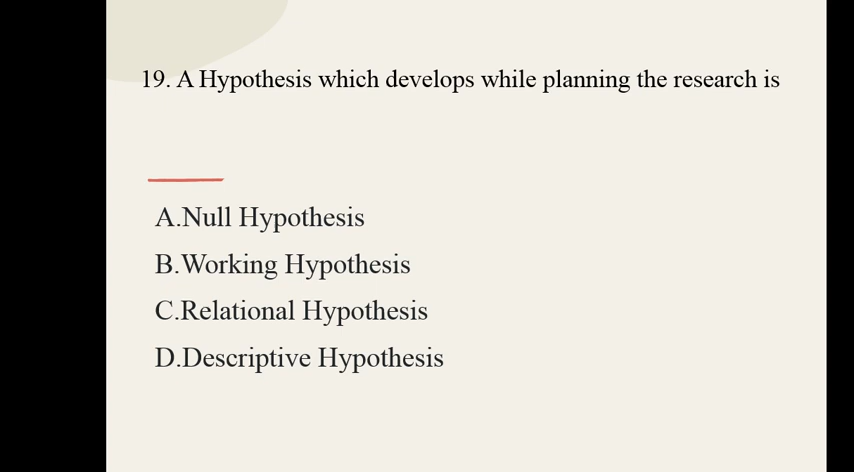 19. A Hypothesis which develops while planning the research is
A.Null Hypothesis
B.Working Hypothesis
C.Relational Hypothesis
D.Descriptive Hypothesis